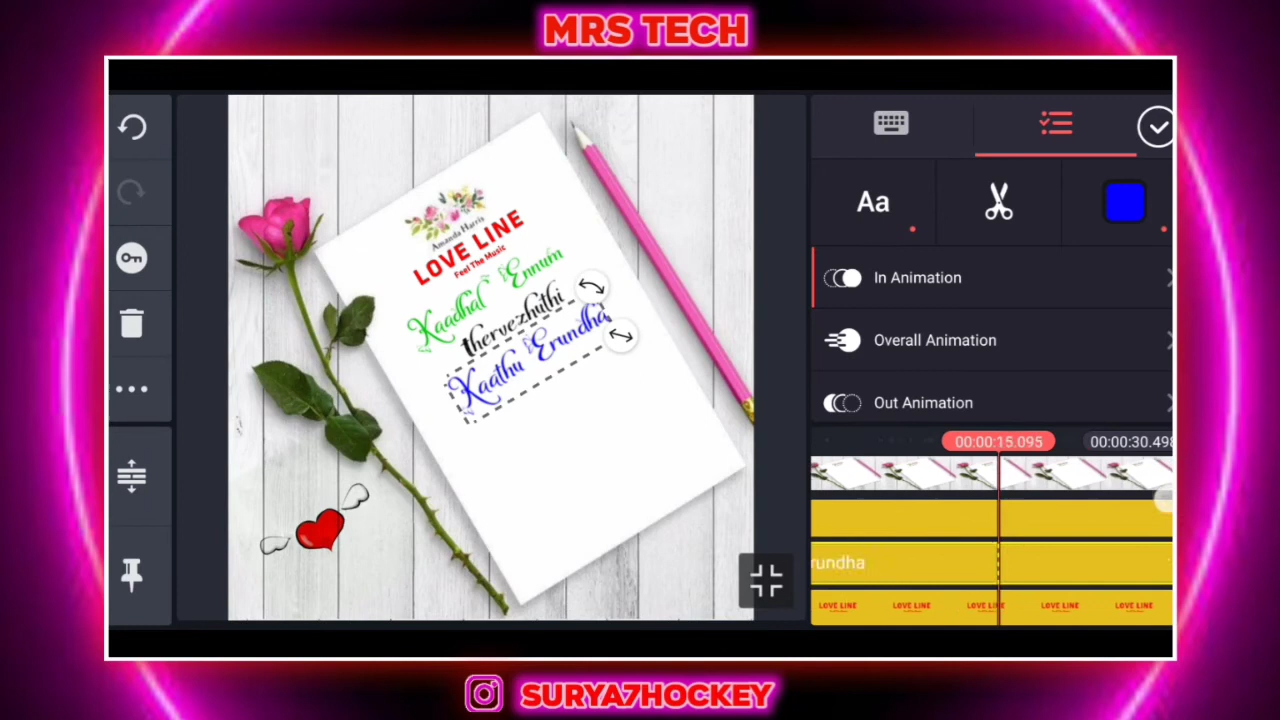 MRS TECH
Amanda Harris
LOVE LINE
Feel The Music
Kaadhal Ennum
thervezhuthi
Kaathu Erundha
Aa
In Animation
Overall Animation
Out Animation
00:00:15.095
00:00:30.498
rundha
LOVE LINE LOVE LINE LOVE LINE LOVE LINE LOVE LINE
SURYA7HOCKEY